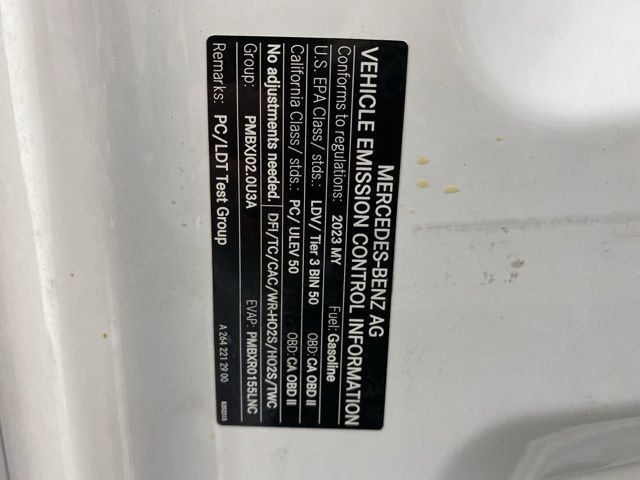 MERCEDES-BENZ AG
VEHICLE EMISSION CONTROL INFORMATION
Conforms to regulations: 2023 MY Fuel: Gasoline
U.S. EPA Class/ stds.: LDV/ Tier 3 BIN 50 OBD: CA OBD II
California Class/ stds.: PC/ ULEV 50 OBD: CA OBD II
No adjustments needed. DFI/TC/CAC/WR-HO2S/HO2S/TWC
Group: PMBXJ02.0U3A EVAP: PMBXR0155LNC
Remarks: PC/LDT Test Group
A 264 221 29 00